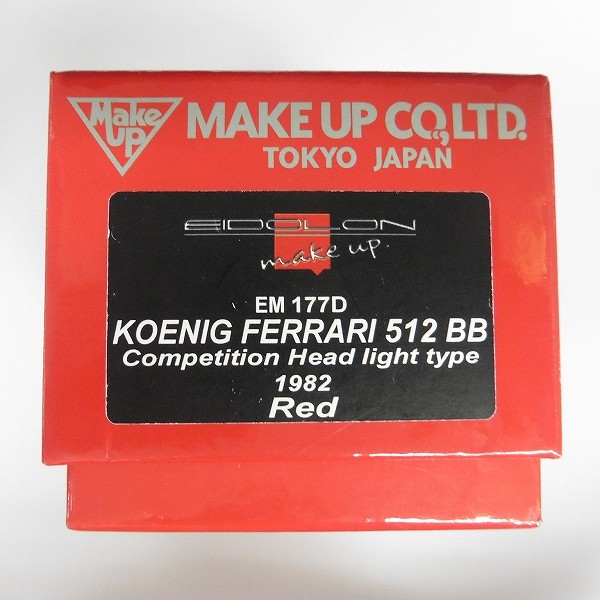 Make Up
MAKE UP CO., LTD.
TOKYO JAPAN
EIDOLON
make up.
EM 177D
KOENIG FERRARI 512 BB
Competition Head light type
1982
Red